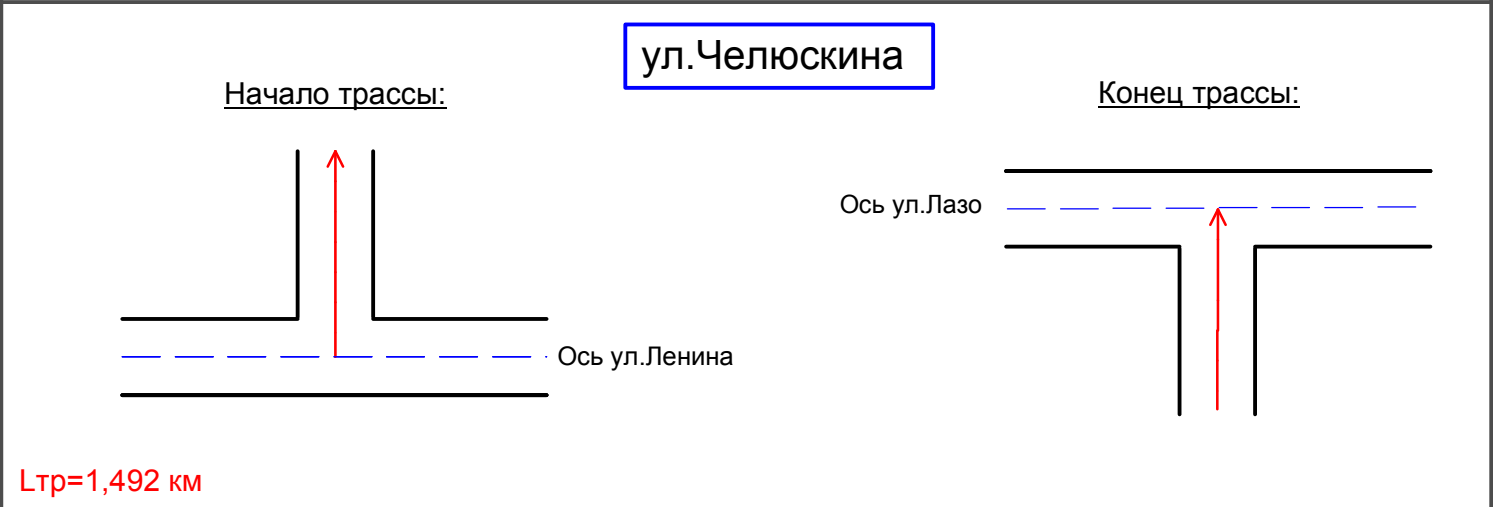 ул.Челюскина
Начало трассы:
Конец трассы:
Ось ул.Лазо
Ось ул.Ленина
Lтр=1,492 км